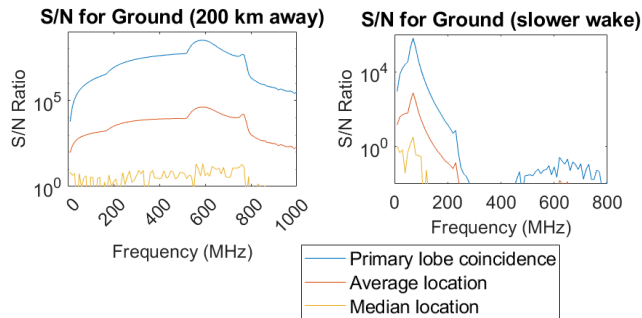 S/N for Ground (200 km away)
S/N Ratio
10^5
10^0
0
200
400
600
800
1000
Frequency (MHz)
S/N for Ground (slower wake)
S/N Ratio
10^4
10^0
0
200
400
600
800
Frequency (MHz)
Primary lobe coincidence
Average location
Median location